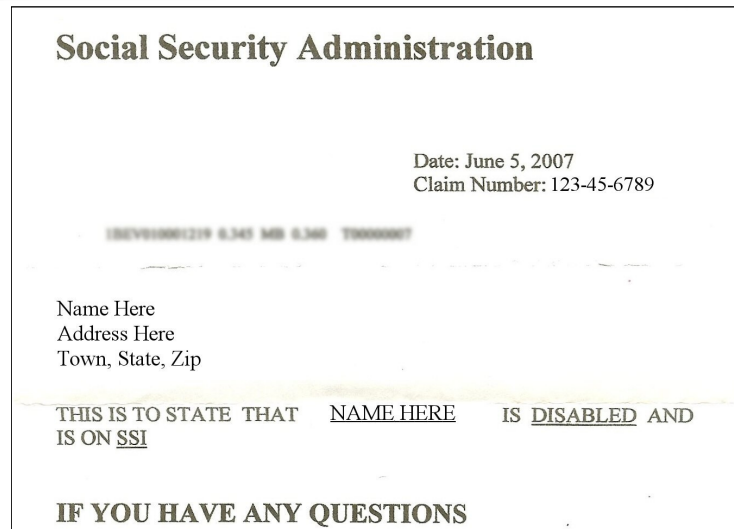 Social Security Administration
Date: June 5, 2007
Claim Number: 123-45-6789
Name Here
Address Here
Town, State, Zip
THIS IS TO STATE THAT NAME HERE IS DISABLED AND
IS ON SSI
IF YOU HAVE ANY QUESTIONS